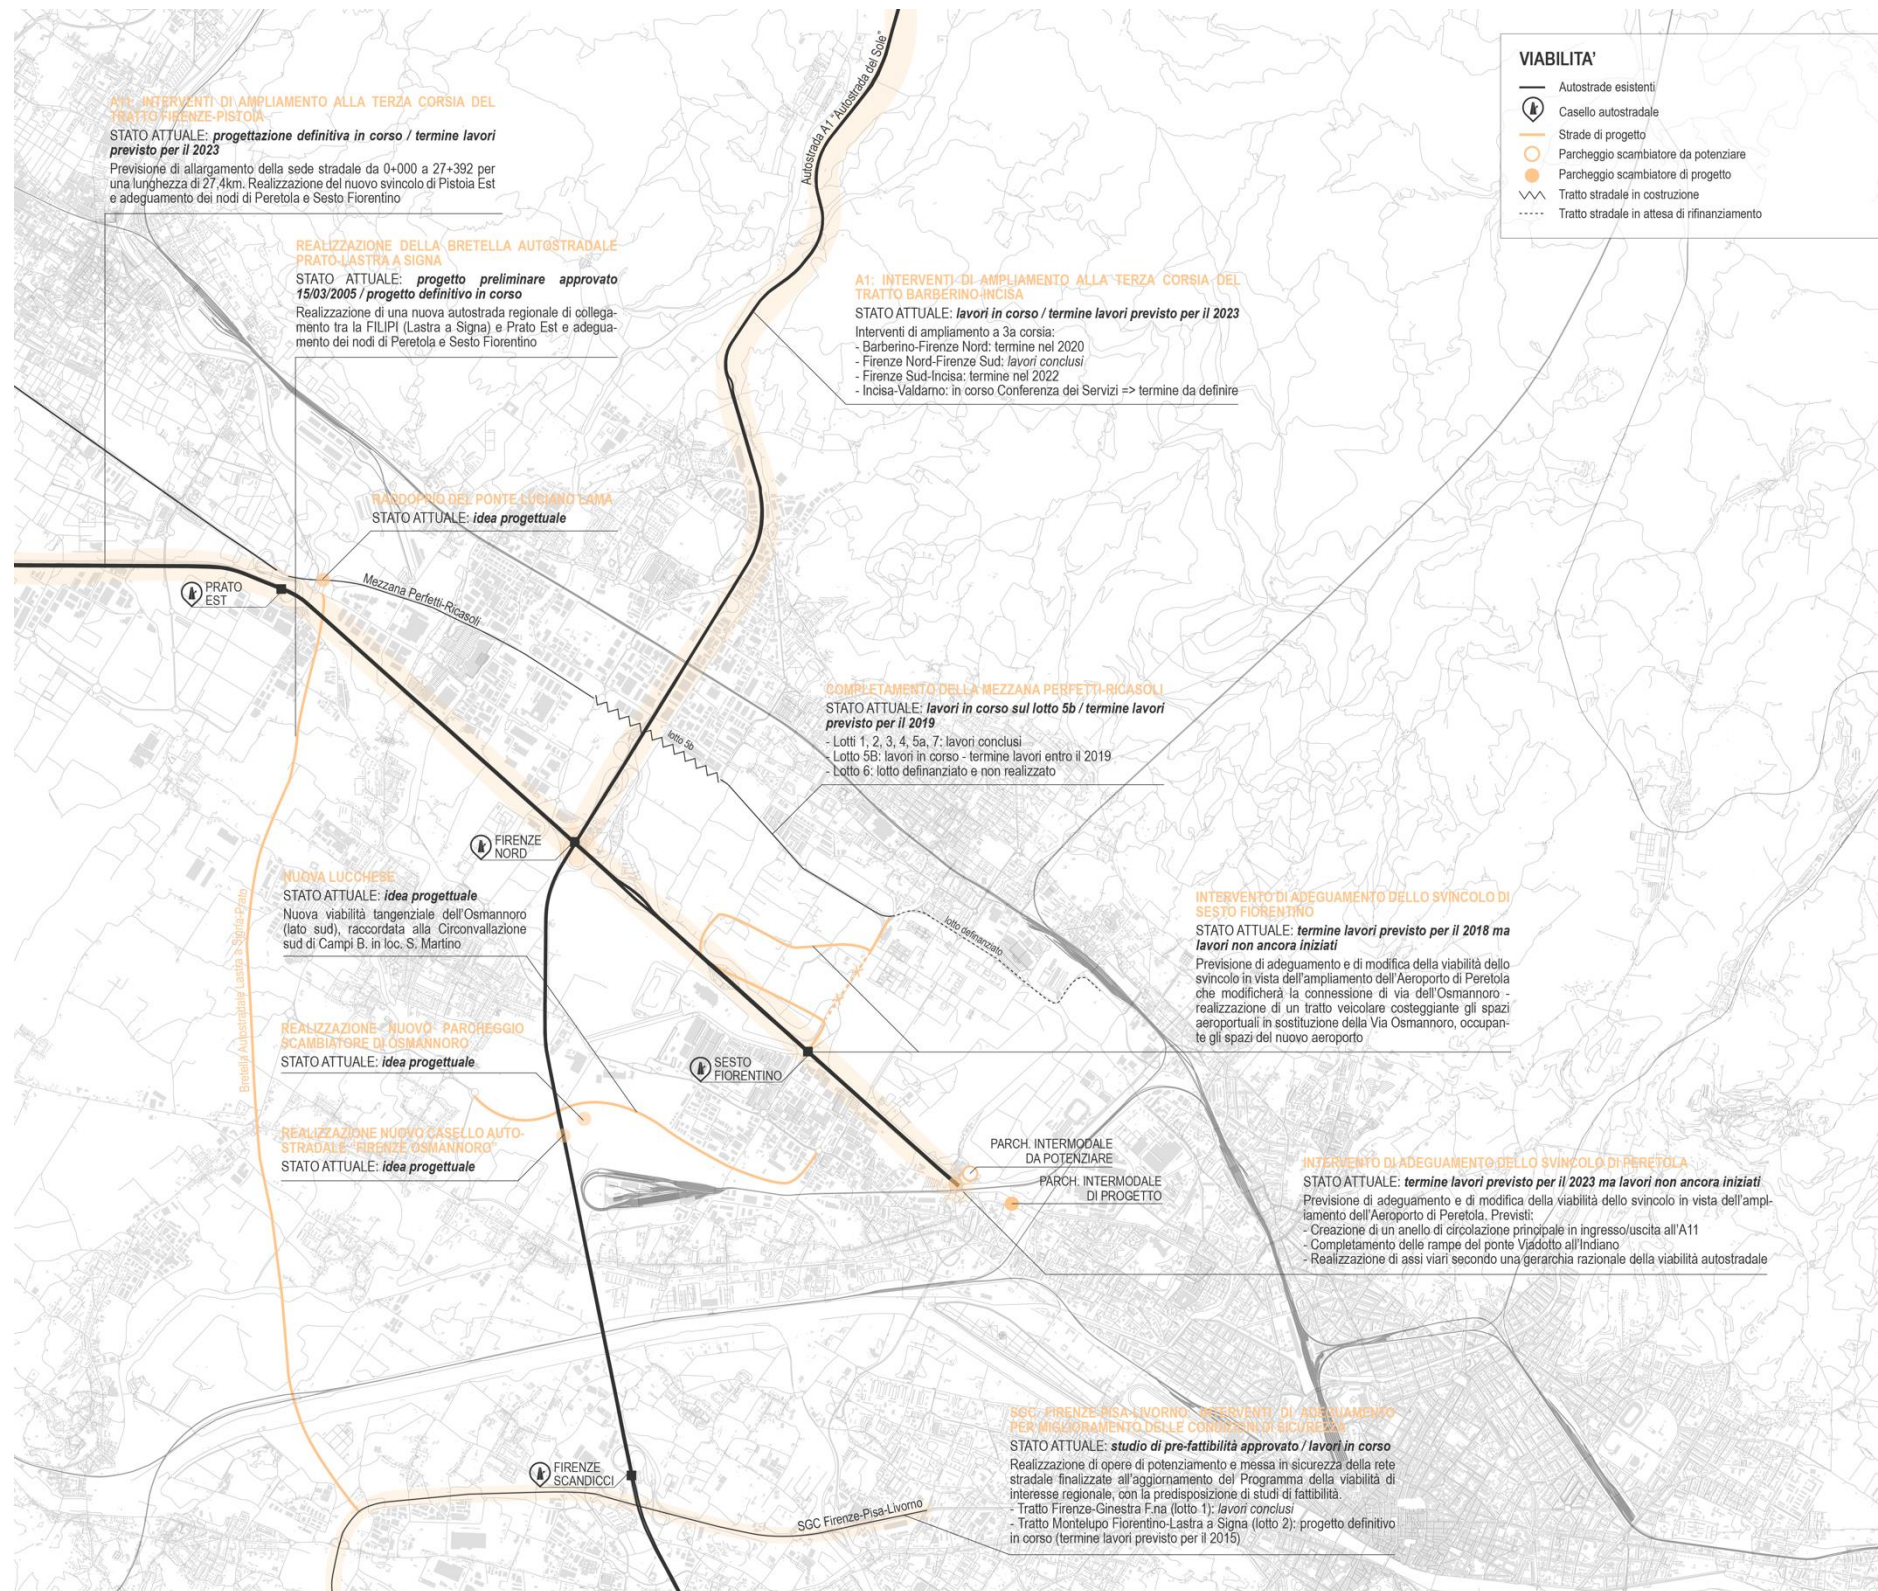 VIABILITA'
Autostrade esistenti
Casello autostradale
Strade di progetto
Parcheggio scambiatore da potenziare
Parcheggio scambiatore di progetto
Tratto stradale in costruzione
Tratto stradale in attesa di rifinanziamento
Autostrada A1 "Autostrada del Sole"
A11: INTERVENTI DI AMPLIAMENTO ALLA TERZA CORSIA DEL
TRATTO FIRENZE-PISTOIA
STATO ATTUALE: progettazione definitiva in corso / termine lavori
previsto per il 2023
Previsione di allargamento della sede stradale da 0+000 a 27+392 per
una lunghezza di 27,4km. Realizzazione del nuovo svincolo di Pistoia Est
e adeguamento dei nodi di Peretola e Sesto Fiorentino
REALIZZAZIONE DELLA BRETELLA AUTOSTRADALE
PRATO-LASTRA A SIGNA
STATO ATTUALE: progetto preliminare approvato
15/03/2005 / progetto definitivo in corso
Realizzazione di una nuova autostrada regionale di collega-
mento tra la FILIPI (Lastra a Signa) e Prato Est e adegua-
mento dei nodi di Peretola e Sesto Fiorentino
A1: INTERVENTI DI AMPLIAMENTO ALLA TERZA CORSIA DEL
TRATTO BARBERINO-INCISA
STATO ATTUALE: lavori in corso / termine lavori previsto per il 2023
Interventi di ampliamento a 3a corsia:
- Barberino-Firenze Nord: termine nel 2020
- Firenze Nord-Firenze Sud: lavori conclusi
- Firenze Sud-Incisa: termine nel 2022
- Incisa-Valdarno: in corso Conferenza dei Servizi => termine da definire
RADDOPPIO DEL PONTE LUCIANO LAMA
STATO ATTUALE: idea progettuale
PRATO
EST
Mezzana Perfetti-Ricasoli
lotto 5b
COMPLETAMENTO DELLA MEZZANA PERFETTI-RICASOLI
STATO ATTUALE: lavori in corso sul lotto 5b / termine lavori
previsto per il 2019
- Lotti 1, 2, 3, 4, 5a, 7: lavori conclusi
- Lotto 5B: lavori in corso - termine lavori entro il 2019
- Lotto 6: lotto definanziato e non realizzato
FIRENZE
NORD
NUOVA LUCCHESE
STATO ATTUALE: idea progettuale
Nuova viabilità tangenziale dell'Osmannoro
(lato sud), raccordata alla Circonvallazione
sud di Campi B. in loc. S. Martino
lotto definanziato
INTERVENTO DI ADEGUAMENTO DELLO SVINCOLO DI
SESTO FIORENTINO
STATO ATTUALE: termine lavori previsto per il 2018 ma
lavori non ancora iniziati
Previsione di adeguamento e di modifica della viabilità dello
svincolo in vista dell'ampliamento dell'Aeroporto di Peretola
che modificherà la connessione di via dell'Osmannoro -
realizzazione di un tratto veicolare costeggiante gli spazi
aeroportuali in sostituzione della Via Osmannoro, occupan-
te gli spazi del nuovo aeroporto
Bretella Autostradale Lastra a Signa-Prato
REALIZZAZIONE NUOVO PARCHEGGIO
SCAMBIATORE DI OSMANNORO
STATO ATTUALE: idea progettuale
SESTO
FIORENTINO
REALIZZAZIONE NUOVO CASELLO AUTO-
STRADALE "FIRENZE OSMANNORO"
STATO ATTUALE: idea progettuale
PARCH. INTERMODALE
DA POTENZIARE
PARCH. INTERMODALE
DI PROGETTO
INTERVENTO DI ADEGUAMENTO DELLO SVINCOLO DI PERETOLA
STATO ATTUALE: termine lavori previsto per il 2023 ma lavori non ancora iniziati
Previsione di adeguamento e di modifica della viabilità dello svincolo in vista dell'ampl-
iamento dell'Aeroporto di Peretola. Previsti:
- Creazione di un anello di circolazione principale in ingresso/uscita all'A11
- Completamento delle rampe del ponte Viadotto all'Indiano
- Realizzazione di assi viari secondo una gerarchia razionale della viabilità autostradale
SGC FIRENZE-PISA-LIVORNO: INTERVENTI DI ADEGUAMENTO
PER MIGLIORAMENTO DELLE CONDIZIONI DI SICUREZZA
STATO ATTUALE: studio di pre-fattibilità approvato / lavori in corso
Realizzazione di opere di potenziamento e messa in sicurezza della rete
stradale finalizzate all'aggiornamento del Programma della viabilità di
interesse regionale, con la predisposizione di studi di fattibilità.
- Tratto Firenze-Ginestra F.na (lotto 1): lavori conclusi
- Tratto Montelupo Fiorentino-Lastra a Signa (lotto 2): progetto definitivo
in corso (termine lavori previsto per il 2015)
FIRENZE
SCANDICCI
SGC Firenze-Pisa-Livorno